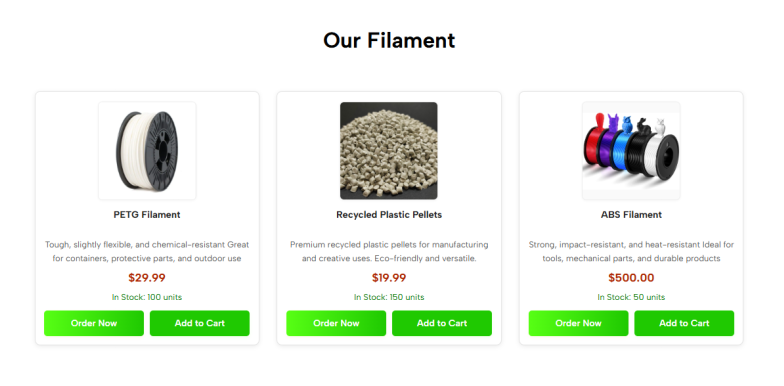 Our Filament
PETG Filament
Tough, slightly flexible, and chemical-resistant Great
for containers, protective parts, and outdoor use
$29.99
In Stock: 100 units
Order Now
Add to Cart
Recycled Plastic Pellets
Premium recycled plastic pellets for manufacturing
and creative uses. Eco-friendly and versatile.
$19.99
In Stock: 150 units
Order Now
Add to Cart
ABS Filament
Strong, impact-resistant, and heat-resistant Ideal for
tools, mechanical parts, and durable products
$500.00
In Stock: 50 units
Order Now
Add to Cart